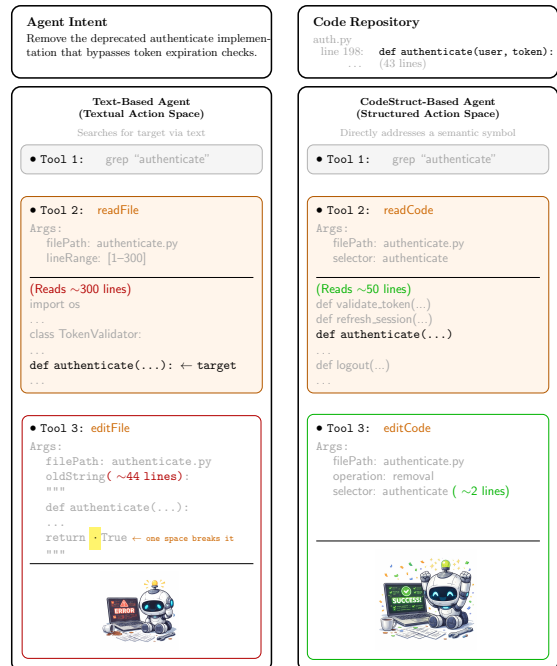 Agent Intent
Remove the deprecated authenticate implemen-
tation that bypasses token expiration checks.
Code Repository
auth.py
line 198: def authenticate(user, token):
... (43 lines)
Text-Based Agent
(Textual Action Space)
Searches for target via text
• Tool 1: grep “authenticate”
• Tool 2: readFile
Args:
filePath: authenticate.py
lineRange: [1–300]
(Reads ∼300 lines)
import os
...
class TokenValidator:
...
def authenticate(...): ← target
...
• Tool 3: editFile
Args:
filePath: authenticate.py
oldString( ∼44 lines):
"""
def authenticate(...):
...
return ·True ← one space breaks it
"""
ERROR
CodeStruct-Based Agent
(Structured Action Space)
Directly addresses a semantic symbol
• Tool 1: grep “authenticate”
• Tool 2: readCode
Args:
filePath: authenticate.py
selector: authenticate
(Reads ∼50 lines)
def validate_token(...)
def refresh_session(...)
def authenticate(...)
...
def logout(...)
...
• Tool 3: editCode
Args:
filePath: authenticate.py
operation: removal
selector: authenticate ( ∼2 lines)
SUCCESS!